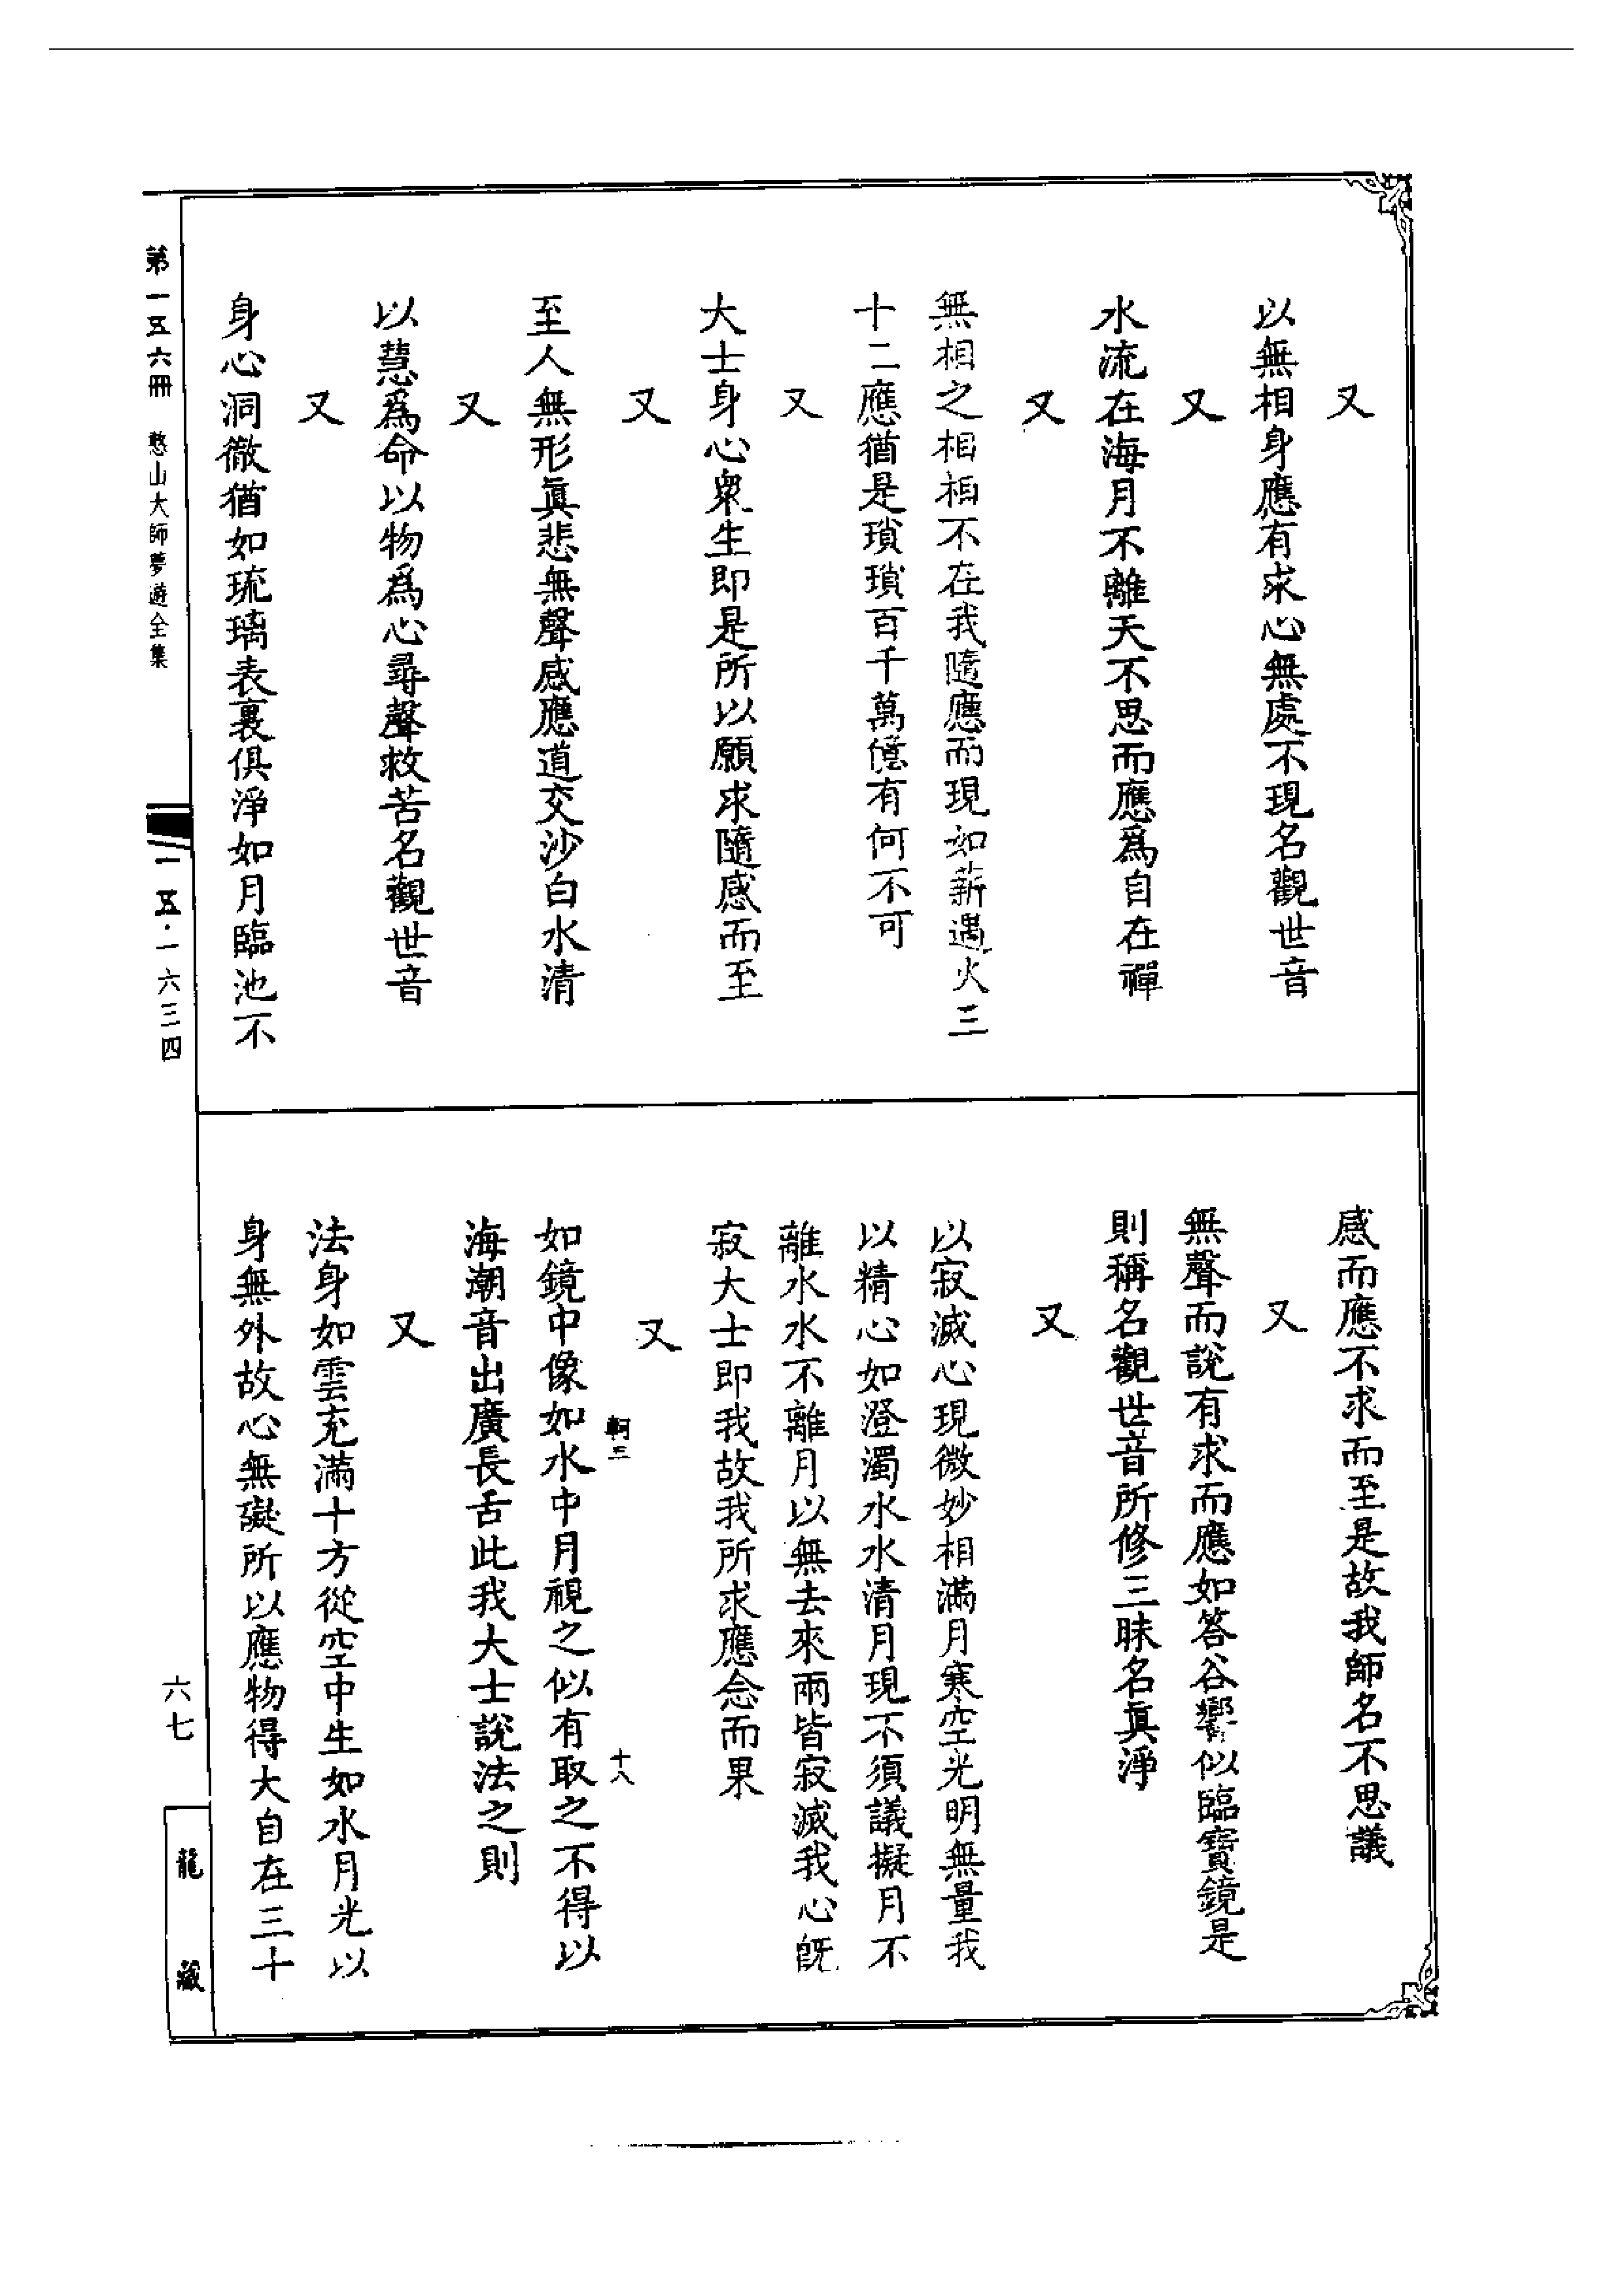 又
以無相身應有求心無處不現名觀世音
又
水流在海月不離天不思而應爲自在禪
又
無相之相相不在我隨應而現如薪遇火三
十二應猶是瑣瑣百千萬億有何不可
又
大士身心衆生即是所以願求隨感而至
又
至人無形眞悲無聲感應道交沙白水清
又
以慧爲命以物爲心尋聲救苦名觀世音
又
身心洞徹猶如琉璃表裏俱淨如月臨池不
感而應不求而至是故我師名不思議
又
無聲而說有求而應如答谷響似臨寶鏡是
則稱名觀世音所修三昧名眞淨
又
以寂滅心現微妙相滿月寒空光明無量我
以精心如澄濁水水清月現不須議擬月不
離水水不離月以無去來兩皆寂滅我心既
寂大士即我故我所求應念而果
又
軻三 十八
如鏡中像如水中月視之似有取之不得以
海潮音出廣長舌此我大士說法之則
又
法身如雲充滿十方從空中生如水月光以
身無外故心無礙所以應物得大自在三十
第一五六冊 憨山大師夢遊全集
一五·一六三四
六七
龍藏